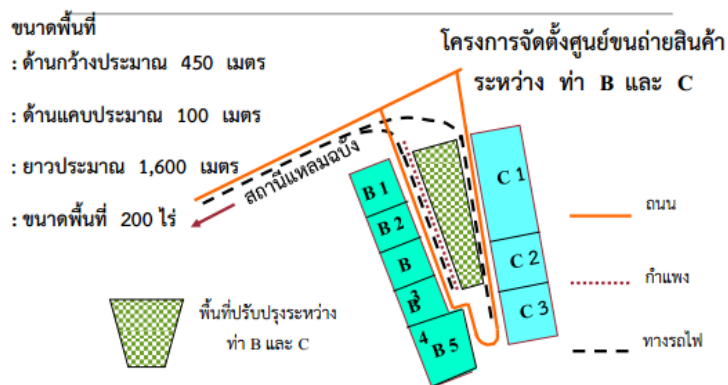 ขนาดพื้นที่
: ด้านกว้างประมาณ 450 เมตร
: ด้านแคบประมาณ 100 เมตร
: ยาวประมาณ 1,600 เมตร
: ขนาดพื้นที่ 200 ไร่
โครงการจัดตั้งศูนย์ขนถ่ายสินค้า
ระหว่าง ท่า B และ C
สถานีแหลมฉบัง
B 1
B 2
B
3
B
4
B 5
C 1
C 2
C 3
ถนน
กำแพง
ทางรถไฟ
พื้นที่ปรับปรุงระหว่าง
ท่า B และ C